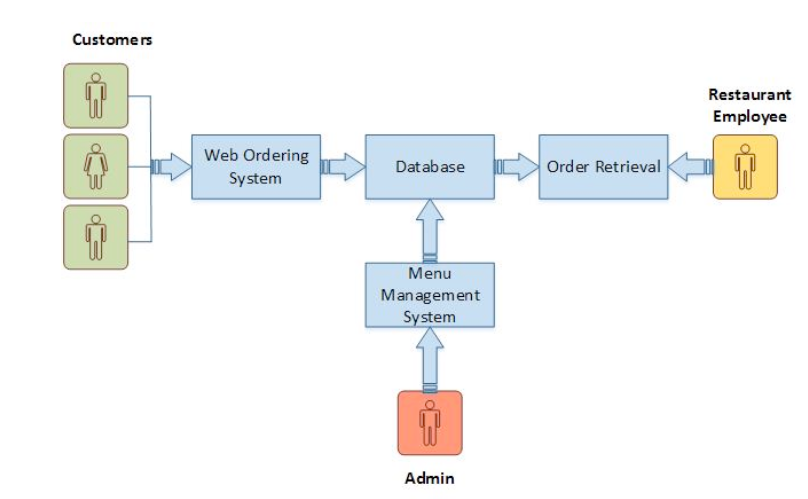 Customers
Restaurant
Employee
Web Ordering
System
Database
Order Retrieval
Menu
Management
System
Admin